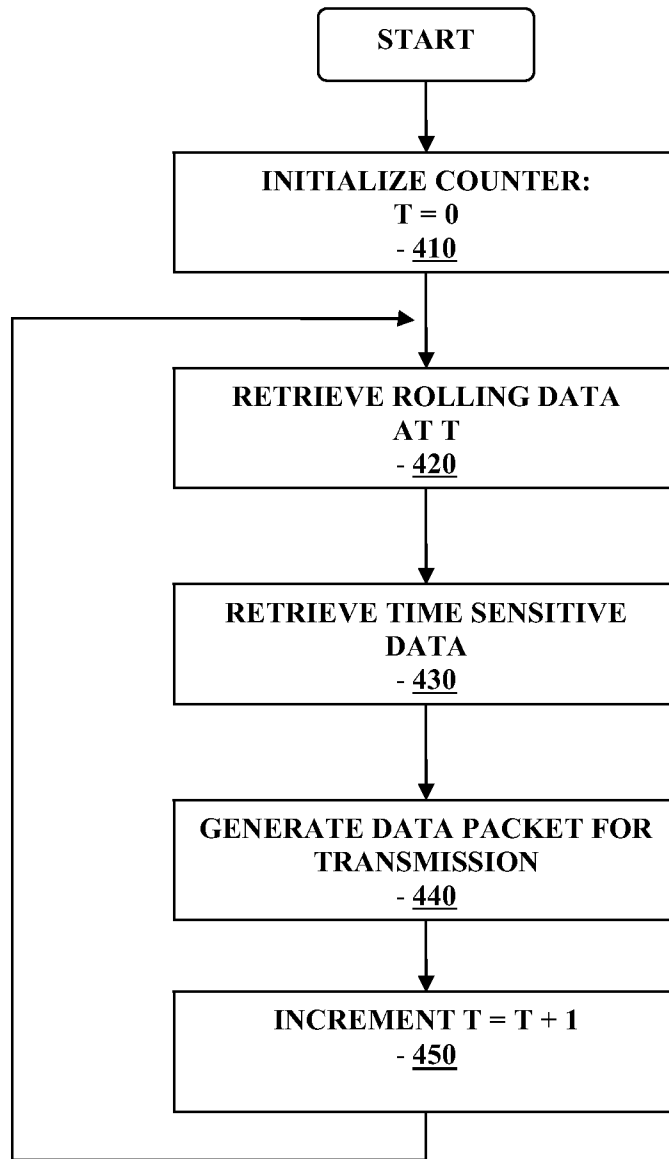 START
INITIALIZE COUNTER:
T = 0
- 410
RETRIEVE ROLLING DATA
AT T
- 420
RETRIEVE TIME SENSITIVE
DATA
- 430
GENERATE DATA PACKET FOR
TRANSMISSION
- 440
INCREMENT T = T + 1
- 450